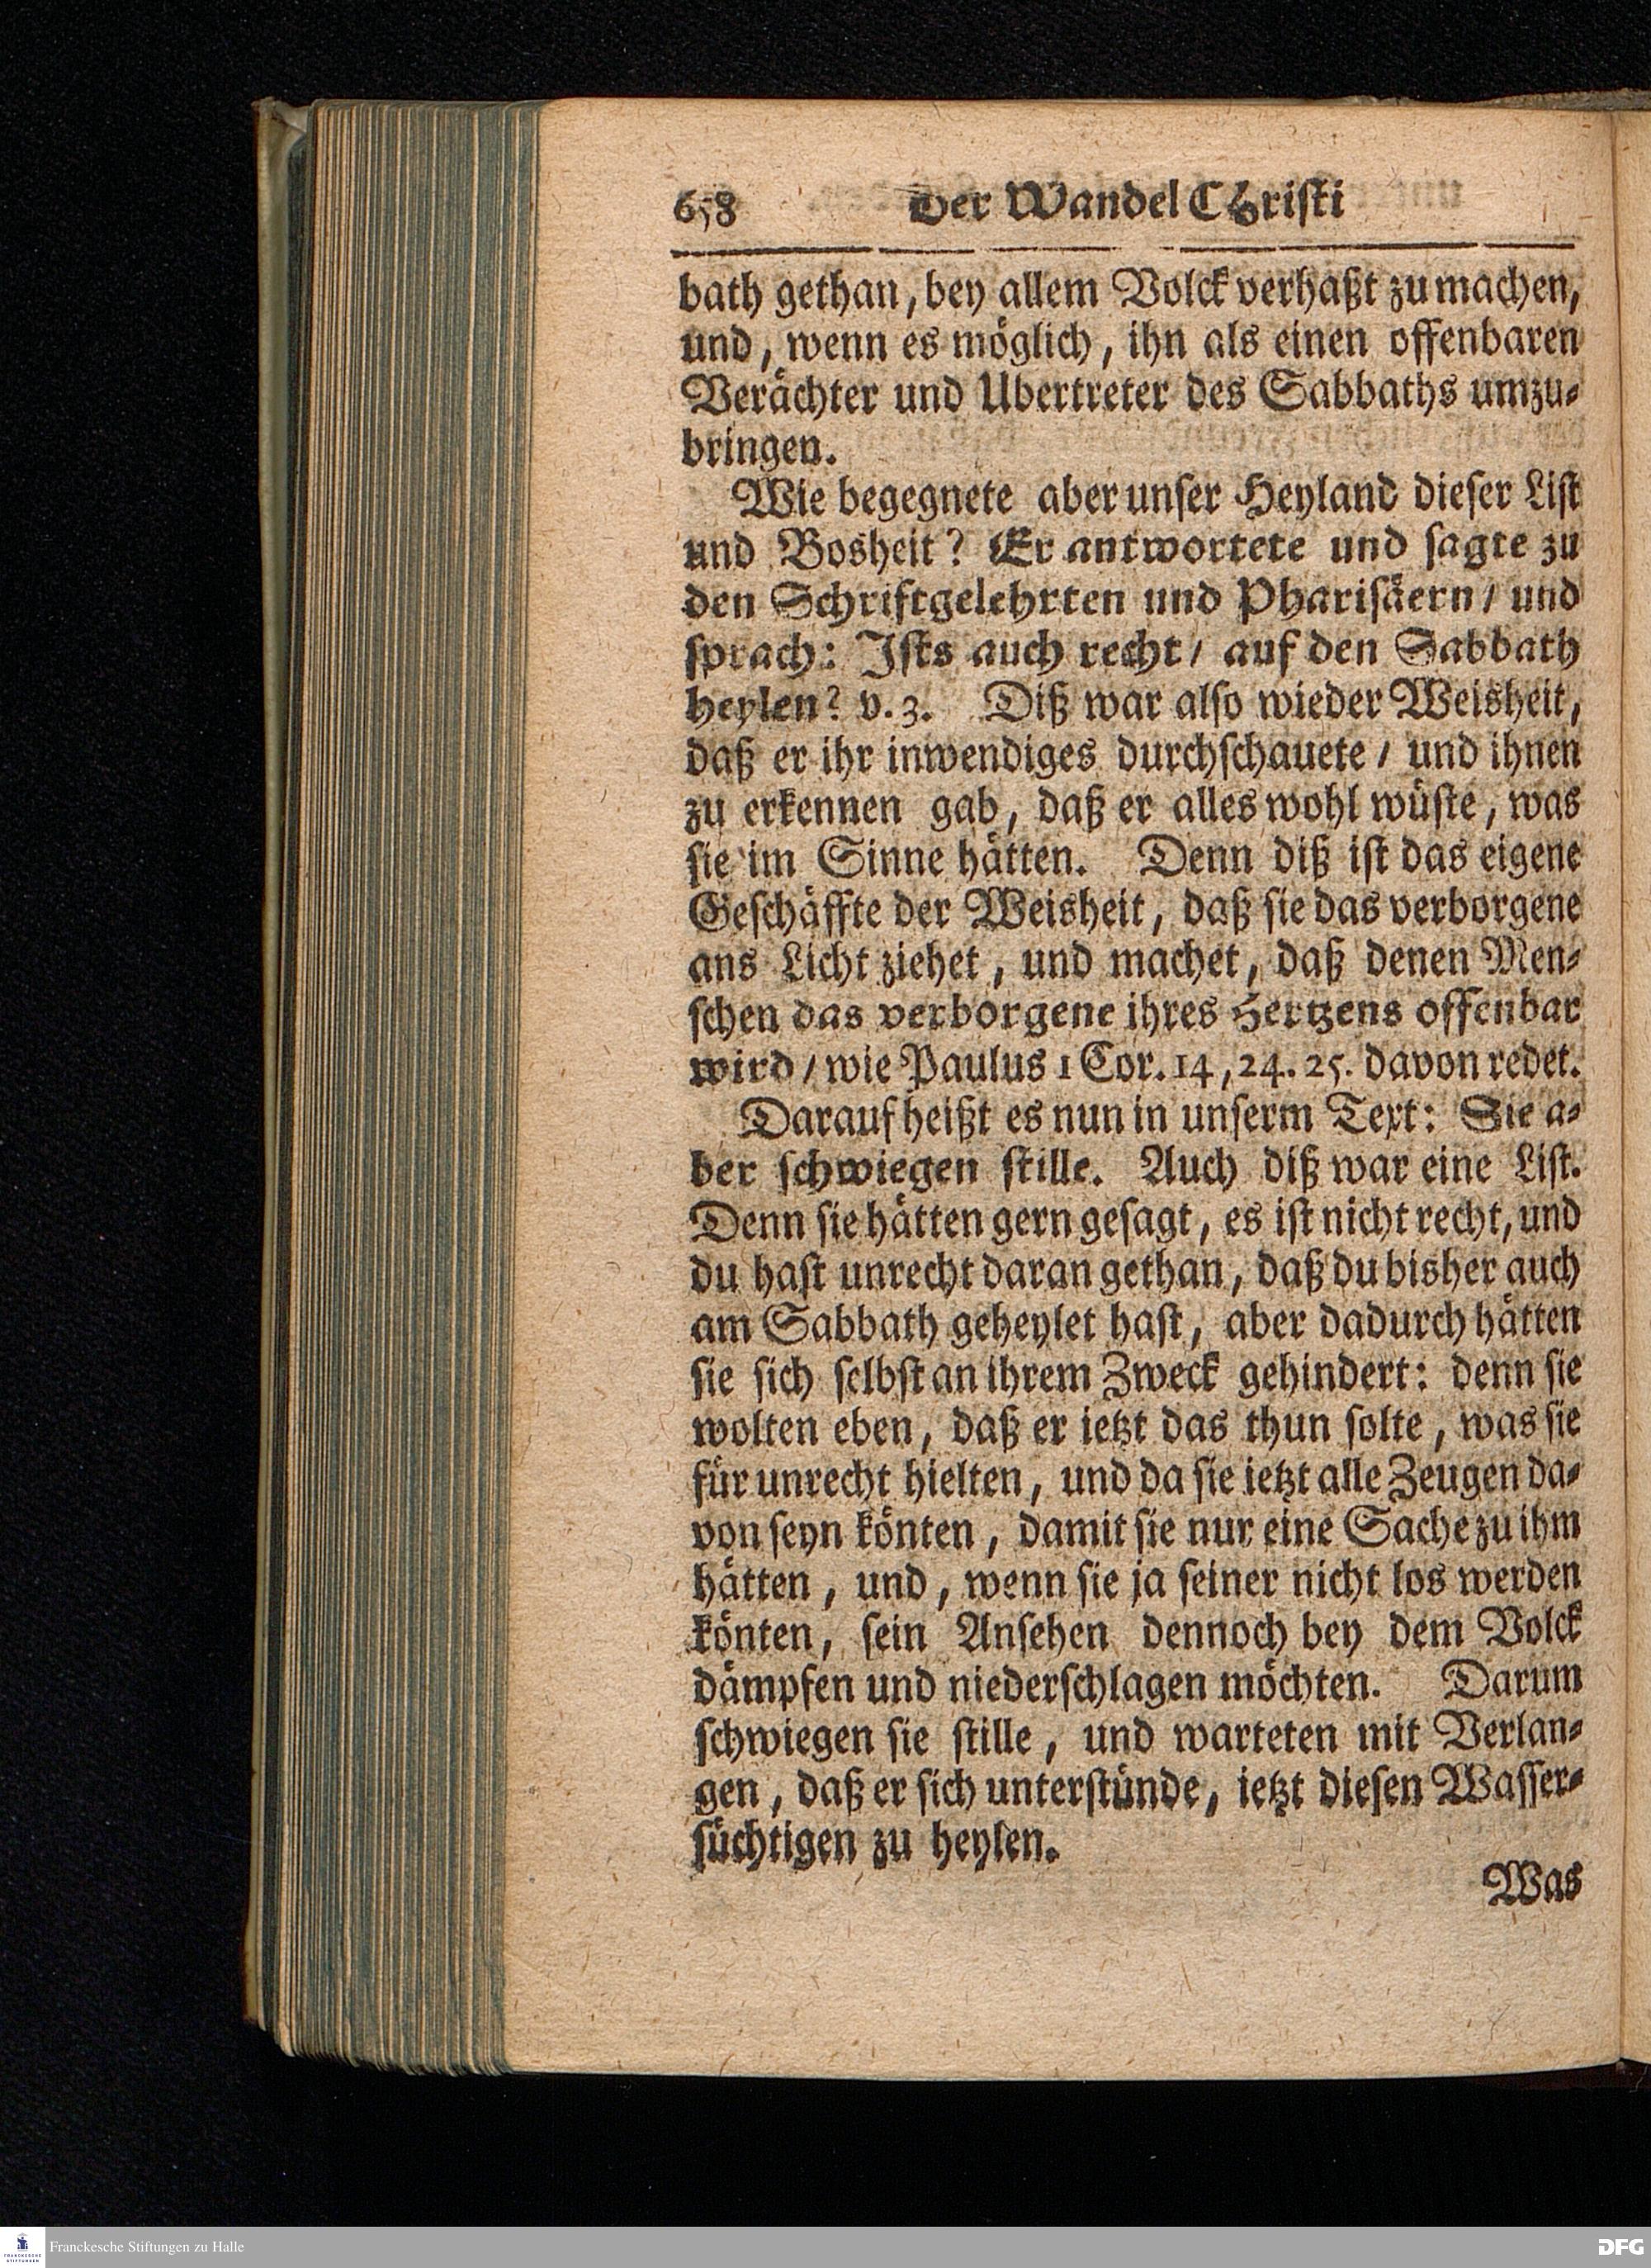 658 Der Wandel CHristi
bath gethan, bey allem Volck verhaßt zu machen,
und, wenn es möglich, ihn als einen offenbaren
Verächter und Ubertreter des Sabbaths umzu-
bringen.
Wie begegnete aber unser Heyland dieser List
und Bosheit? Er antwortete und sagte zu
den Schriftgelehrten und Pharisäern / und
sprach: Ists auch recht / auf den Sabbath
heylen? v. 3. Diß war also wieder Weisheit,
daß er ihr inwendiges durchschauete / und ihnen
zu erkennen gab, daß er alles wohl wüste, was
sie im Sinne hätten. Denn diß ist das eigene
Geschäffte der Weisheit, daß sie das verborgene
ans Licht ziehet, und machet, daß denen Men-
schen das verborgene ihres Hertzens offenbar
wird / wie Paulus 1 Cor. 14, 24. 25. davon redet.
Darauf heißt es nun in unserm Text: Sie a-
ber schwiegen stille. Auch diß war eine List.
Denn sie hätten gern gesagt, es ist nicht recht, und
du hast unrecht daran gethan, daß du bisher auch
am Sabbath geheylet hast, aber dadurch hätten
sie sich selbst an ihrem Zweck gehindert: denn sie
wolten eben, daß er ietzt das thun solte, was sie
für unrecht hielten, und da sie ietzt alle Zeugen da-
von seyn könten, damit sie nur eine Sache zu ihm
hätten, und, wenn sie ja seiner nicht los werden
könten, sein Ansehen dennoch bey dem Volck
dämpfen und niederschlagen möchten. Darum
schwiegen sie stille, und warteten mit Verlan-
gen, daß er sich unterstünde, ietzt diesen Wasser-
süchtigen zu heylen.
Was
FRANCKESCHE
STIFTUNGEN
Franckesche Stiftungen zu Halle
DFG